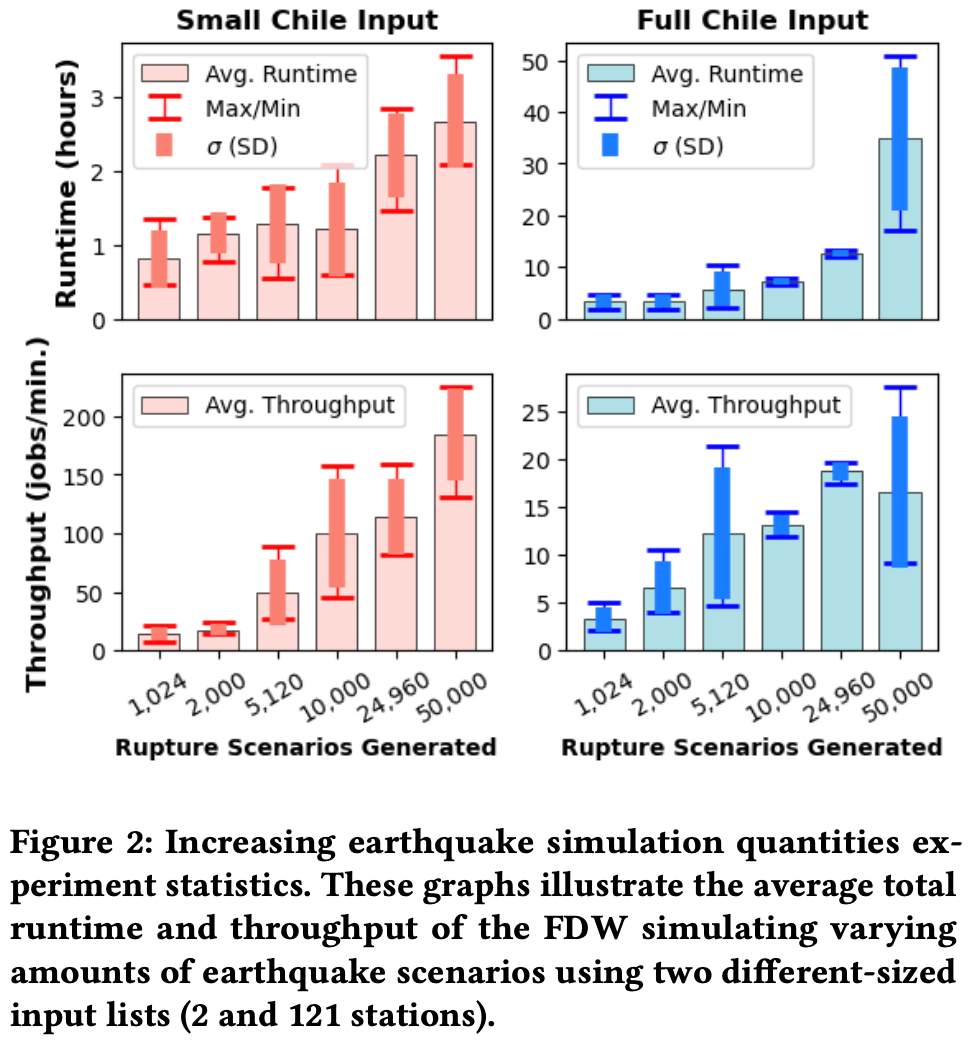 Small Chile Input
Full Chile Input
Runtime (hours)
3
2
1
0
Avg. Runtime
Max/Min
σ (SD)
50
40
30
20
10
0
Avg. Runtime
Max/Min
σ (SD)
Throughput (jobs/min.)
200
150
100
50
0
Avg. Throughput
25
20
15
10
5
0
Avg. Throughput
1,024
2,000
5,120
10,000
24,960
50,000
Rupture Scenarios Generated
1,024
2,000
5,120
10,000
24,960
50,000
Rupture Scenarios Generated
Figure 2: Increasing earthquake simulation quantities ex-
periment statistics. These graphs illustrate the average total
runtime and throughput of the FDW simulating varying
amounts of earthquake scenarios using two different-sized
input lists (2 and 121 stations).